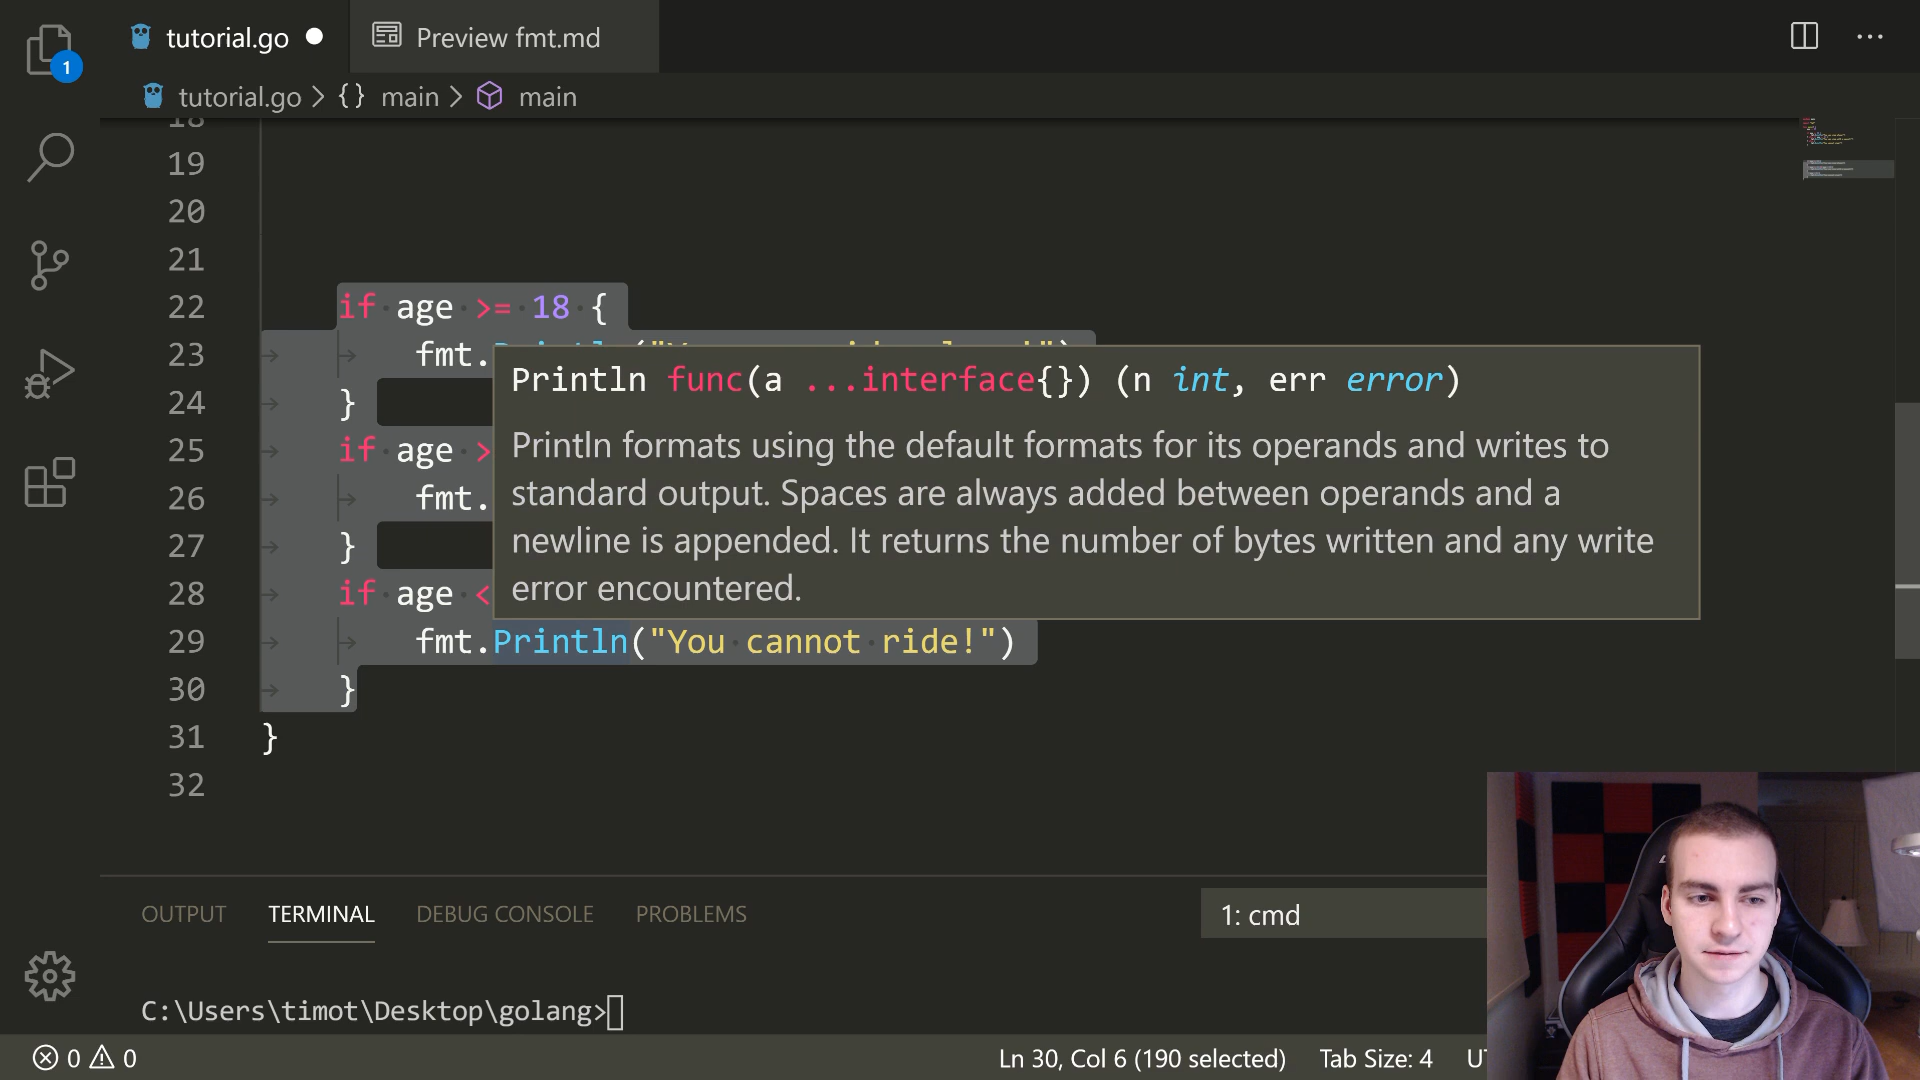 tutorial.go
Preview fmt.md
1
tutorial.go > {} main > main
18
19
20
21
22 if age >= 18 {
23 fmt.
Println func(a ...interface{}) (n int, err error)
24 }
25 if age >
Println formats using the default formats for its operands and writes to
26 fmt.
standard output. Spaces are always added between operands and a
27 }
newline is appended. It returns the number of bytes written and any write
28 if age <
error encountered.
29 fmt.Println("You cannot ride!")
30 }
31 }
32
OUTPUT TERMINAL DEBUG CONSOLE PROBLEMS
1: cmd
C:\Users\timot\Desktop\golang>
0 0
Ln 30, Col 6 (190 selected) Tab Size: 4